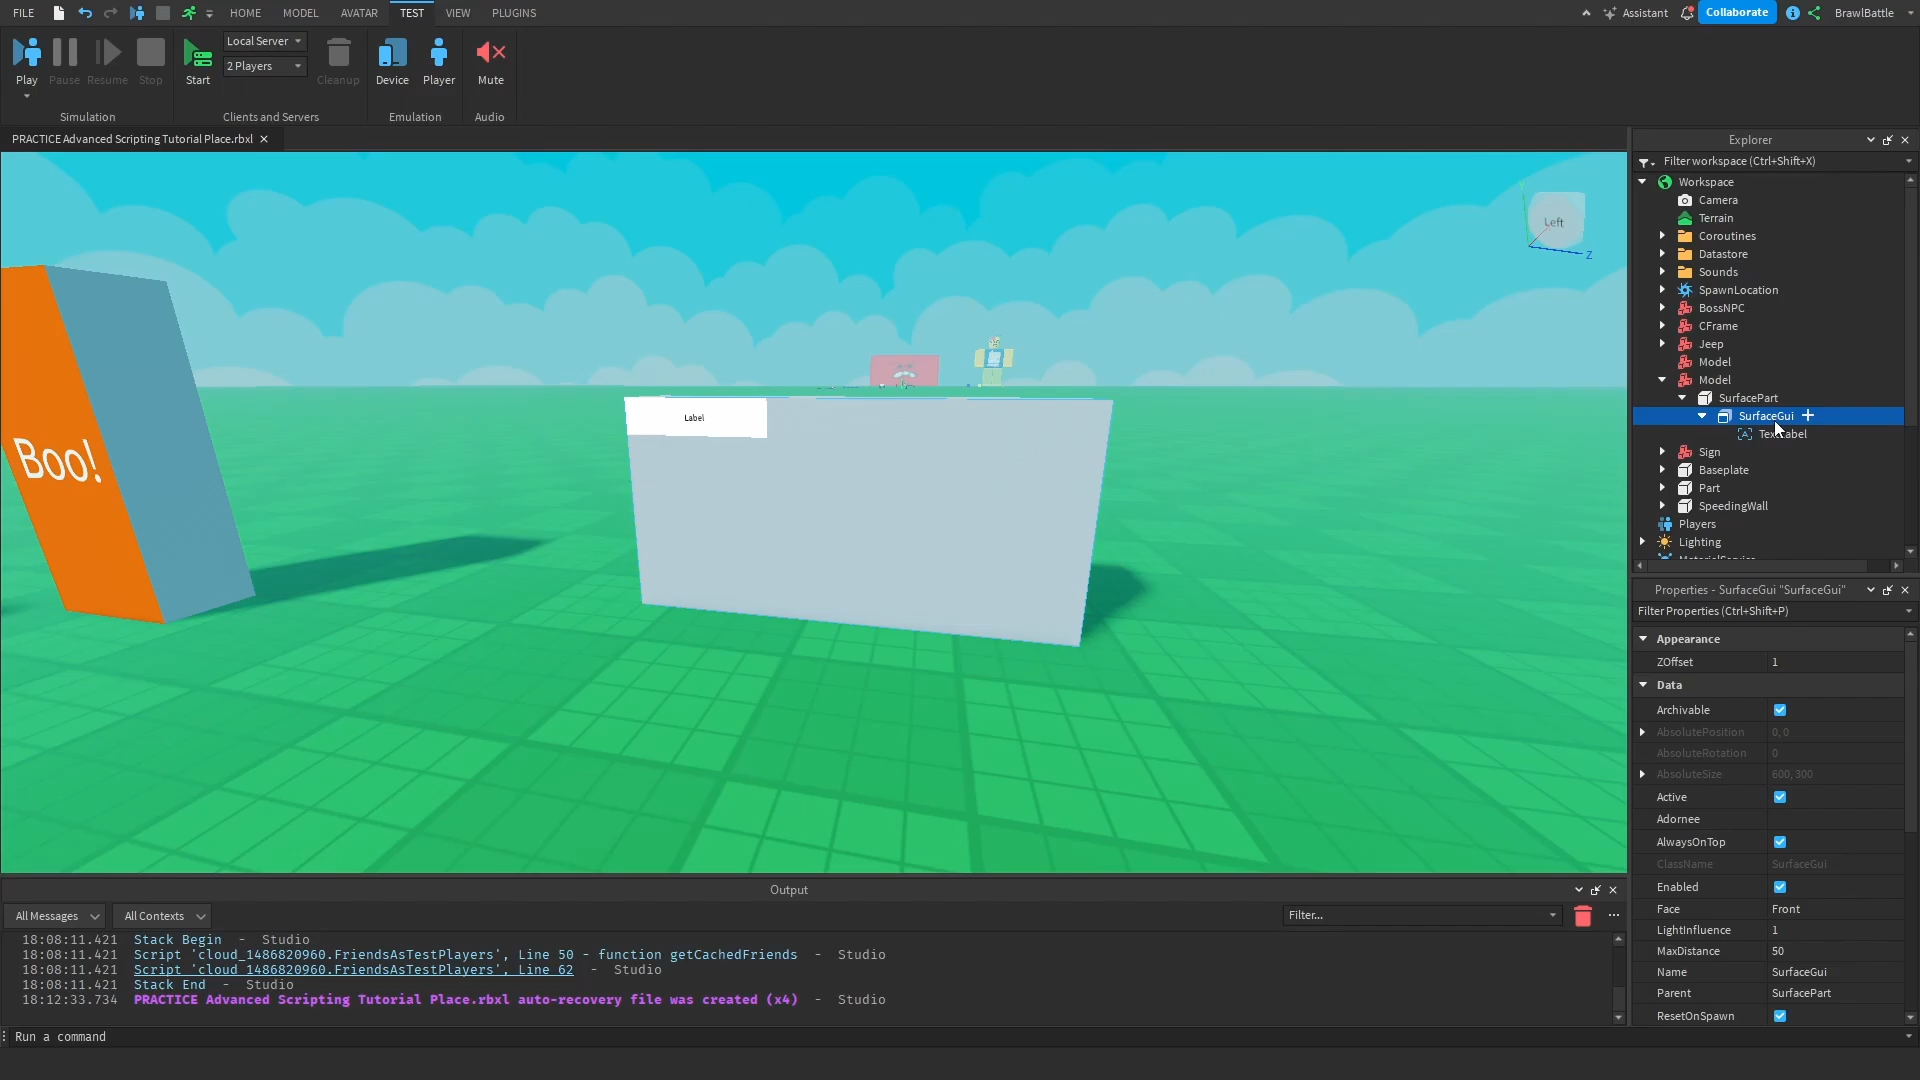 FILE HOME MODEL AVATAR TEST VIEW PLUGINS Assistant Collaborate BrawlBattle
Play Pause Resume Stop Start Local Server 2 Players Cleanup Device Player Mute
Simulation Clients and Servers Emulation Audio
PRACTICE Advanced Scripting Tutorial Place.rbxl
Left
Y
Z
Label
Boo!
Explorer
Filter workspace (Ctrl+Shift+X)
Workspace
Camera
Terrain
Coroutines
Datastore
Sounds
SpawnLocation
BossNPC
CFrame
Jeep
Model
Model
SurfacePart
SurfaceGui
TextLabel
Sign
Baseplate
Part
SpeedingWall
Players
Lighting
MaterialService
Properties - SurfaceGui "SurfaceGui"
Filter Properties (Ctrl+Shift+P)
Appearance
ZOffset 1
Data
Archivable
AbsolutePosition 0, 0
AbsoluteRotation 0
AbsoluteSize 600, 300
Active
Adornee
AlwaysOnTop
ClassName SurfaceGui
Enabled
Face Front
LightInfluence 1
MaxDistance 50
Name SurfaceGui
Parent SurfacePart
ResetOnSpawn
Output
All Messages All Contexts Filter... ...
18:08:11.421 Stack Begin - Studio
18:08:11.421 Script 'cloud_1486820960.FriendsAsTestPlayers', Line 50 - function getCachedFriends - Studio
18:08:11.421 Script 'cloud_1486820960.FriendsAsTestPlayers', Line 62 - Studio
18:08:11.421 Stack End - Studio
18:12:33.734 PRACTICE Advanced Scripting Tutorial Place.rbxl auto-recovery file was created (x4) - Studio
Run a command